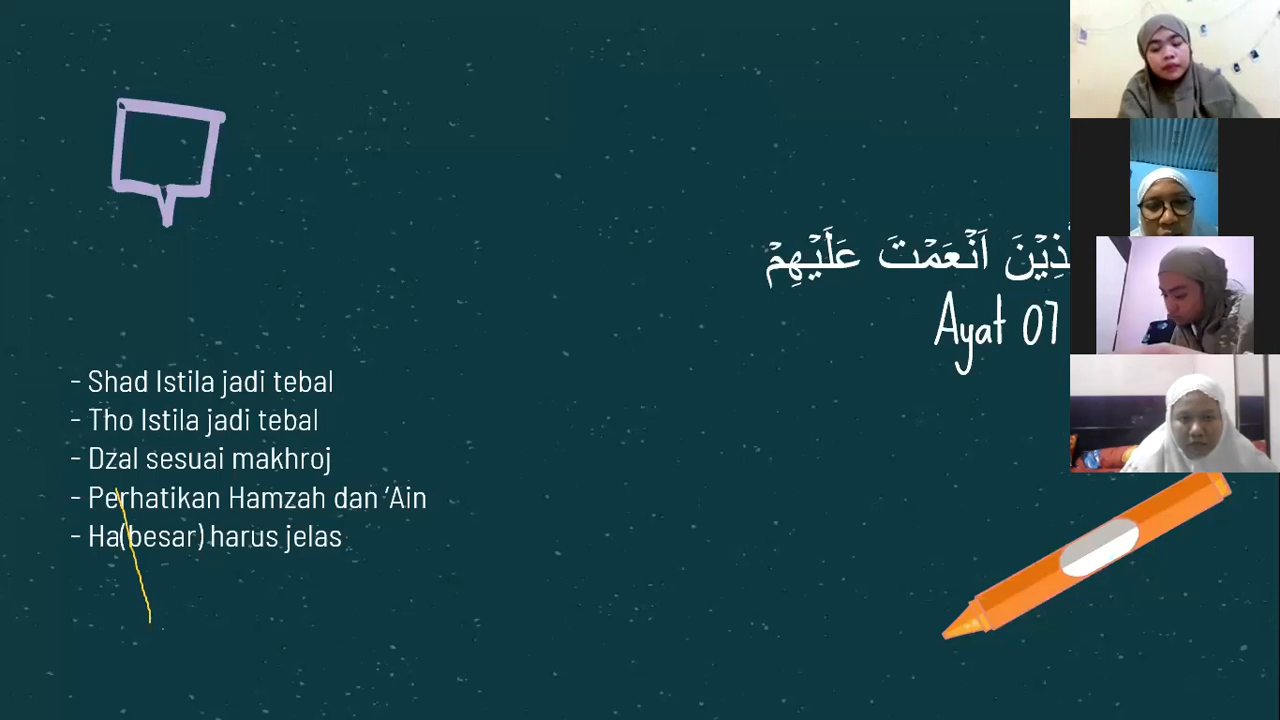 اَنْعَمْتَ عَلَيْهِمْ
Ayat 07
- Shad Istila jadi tebal
- Tho Istila jadi tebal
- Dzal sesuai makhroj
- Perhatikan Hamzah dan ‘Ain
- Ha(besar) harus jelas